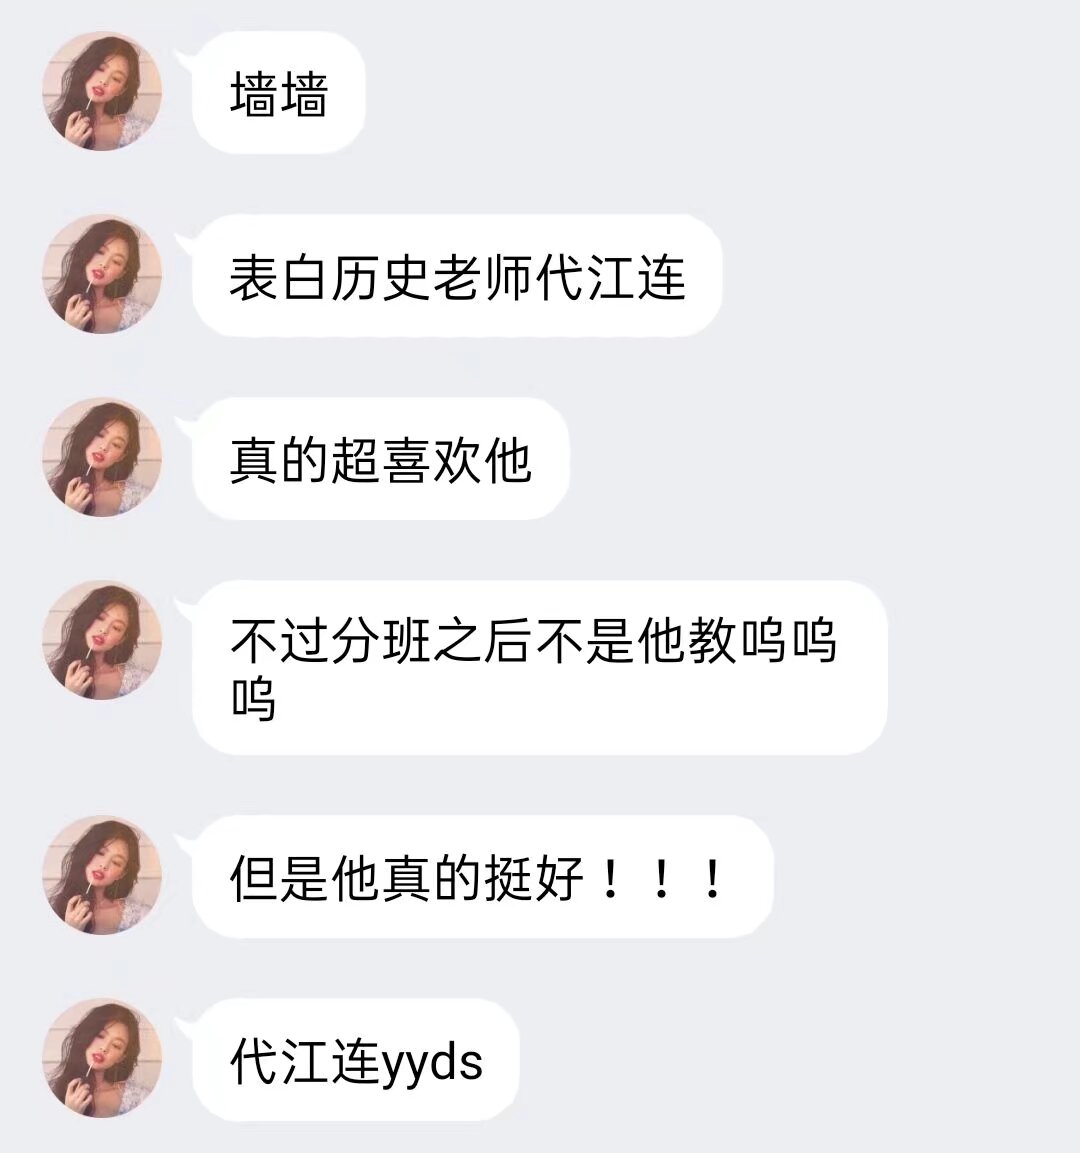 墙墙
表白历史老师代江连
真的超喜欢他
不过分班之后不是他教呜呜
呜
但是他真的挺好！！！
代江连yyds